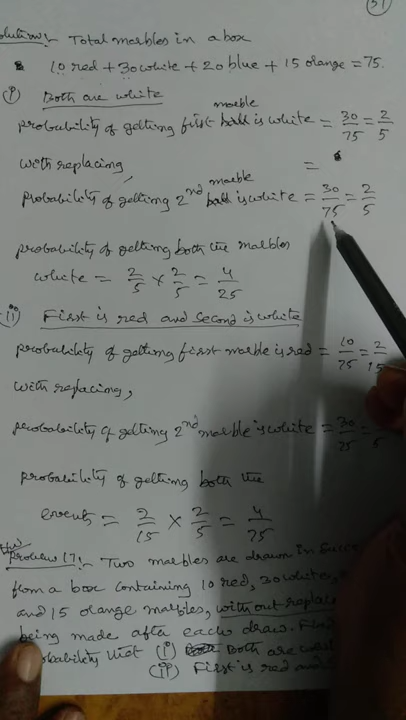 31
Solution:- Total marbles in a box
10 red + 30 white + 20 blue + 15 orange = 75.
(i) Both are white
probability of getting first marble is white = 30/75 = 2/5
with replacing, =
probability of getting 2nd marble is white = 30/75 = 2/5
probability of getting both the marbles
white = 2/5 × 2/5 = 4/25
(ii) First is red and second is white
probability of getting first marble is red = 10/75 = 2/15
with replacing,
probability of getting 2nd marble is white = 30/75 = /5
probability of getting both the
events = 2/15 × 2/5 = 4/75
Problem 17:- Two marbles are drawn in succe
from a box containing 10 red, 30 white,
and 15 orange marbles, without replace
being made after each draw. Find
probability that (i) Both are white
(ii) First is red and